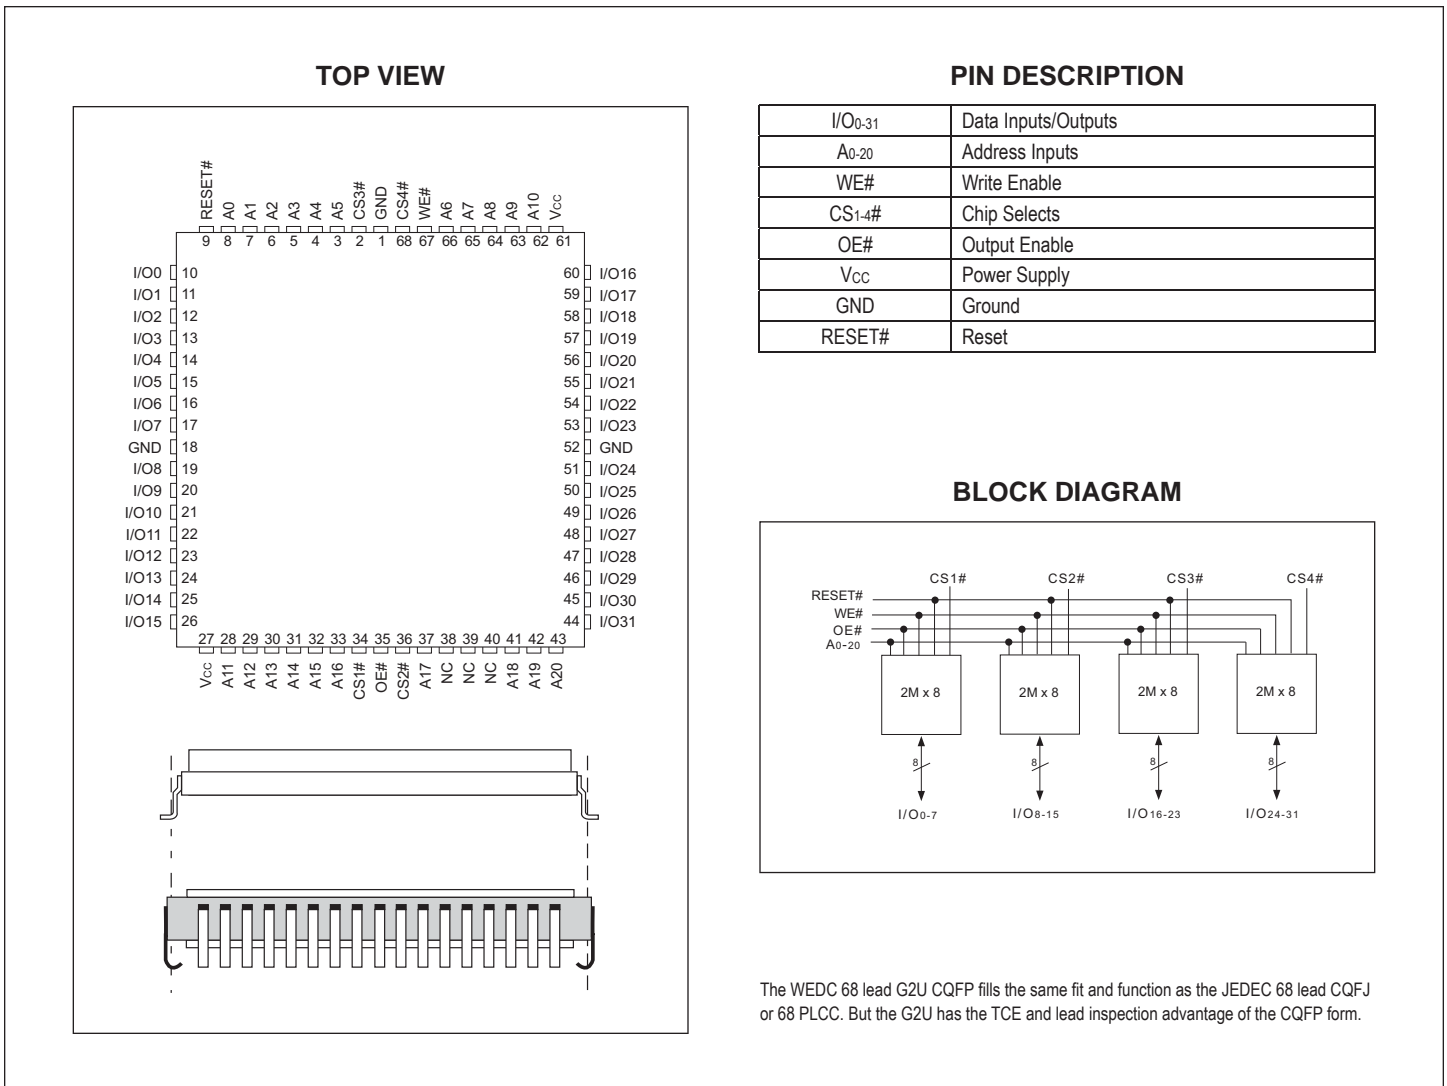 TOP VIEW
RESET# A0 A1 A2 A3 A4 A5 CS3# GND CS4# WE# A6 A7 A8 A9 A10 Vcc
9 8 7 6 5 4 3 2 1 68 67 66 65 64 63 62 61
I/O0 10 60 I/O16
I/O1 11 59 I/O17
I/O2 12 58 I/O18
I/O3 13 57 I/O19
I/O4 14 56 I/O20
I/O5 15 55 I/O21
I/O6 16 54 I/O22
I/O7 17 53 I/O23
GND 18 52 GND
I/O8 19 51 I/O24
I/O9 20 50 I/O25
I/O10 21 49 I/O26
I/O11 22 48 I/O27
I/O12 23 47 I/O28
I/O13 24 46 I/O29
I/O14 25 45 I/O30
I/O15 26 44 I/O31
27 28 29 30 31 32 33 34 35 36 37 38 39 40 41 42 43
Vcc A11 A12 A13 A14 A15 A16 CS1# OE# CS2# A17 NC NC NC A18 A19 A20
PIN DESCRIPTION
I/O0-31 Data Inputs/Outputs
A0-20 Address Inputs
WE# Write Enable
CS1-4# Chip Selects
OE# Output Enable
VCC Power Supply
GND Ground
RESET# Reset
BLOCK DIAGRAM
CS1# CS2# CS3# CS4#
RESET#
WE#
OE#
A0-20
2M x 8 2M x 8 2M x 8 2M x 8
8 8 8 8
I/O0-7 I/O8-15 I/O16-23 I/O24-31
The WEDC 68 lead G2U CQFP fills the same fit and function as the JEDEC 68 lead CQFJ
or 68 PLCC. But the G2U has the TCE and lead inspection advantage of the CQFP form.